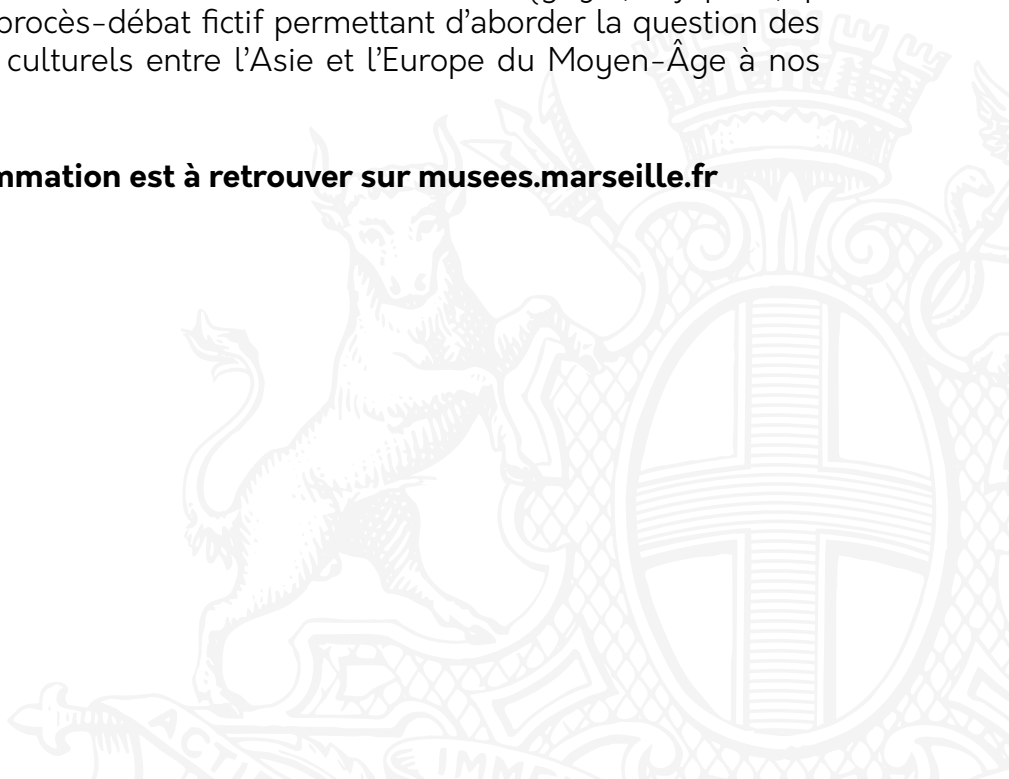 procès-débat fictif permettant d’aborder la question des
culturels entre l’Asie et l’Europe du Moyen-Âge à nos
est à retrouver sur musees.marseille.fr